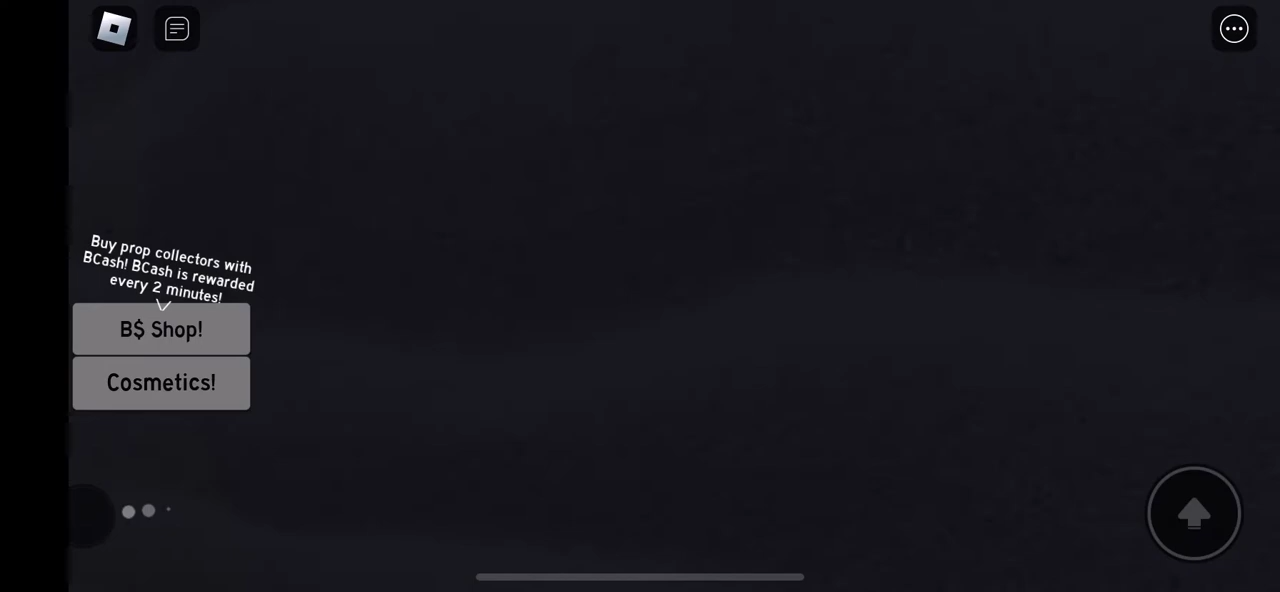 Buy prop collectors with
BCash! BCash is rewarded
every 2 minutes!
B$ Shop!
Cosmetics!